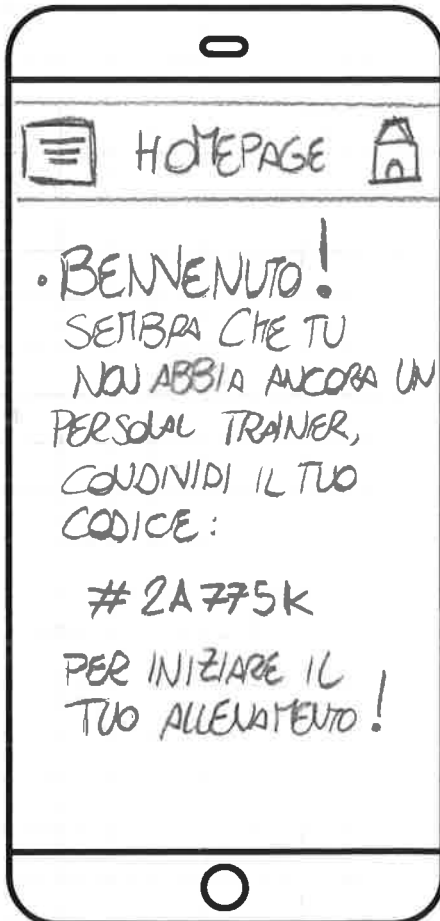 HOMEPAGE
• BENVENUTO!
SEMBRA CHE TU
NON ABBIA ANCORA UN
PERSONAL TRAINER,
CONDIVIDI IL TUO
CODICE:
#2A775K
PER INIZIARE IL
TUO ALLENAMENTO!